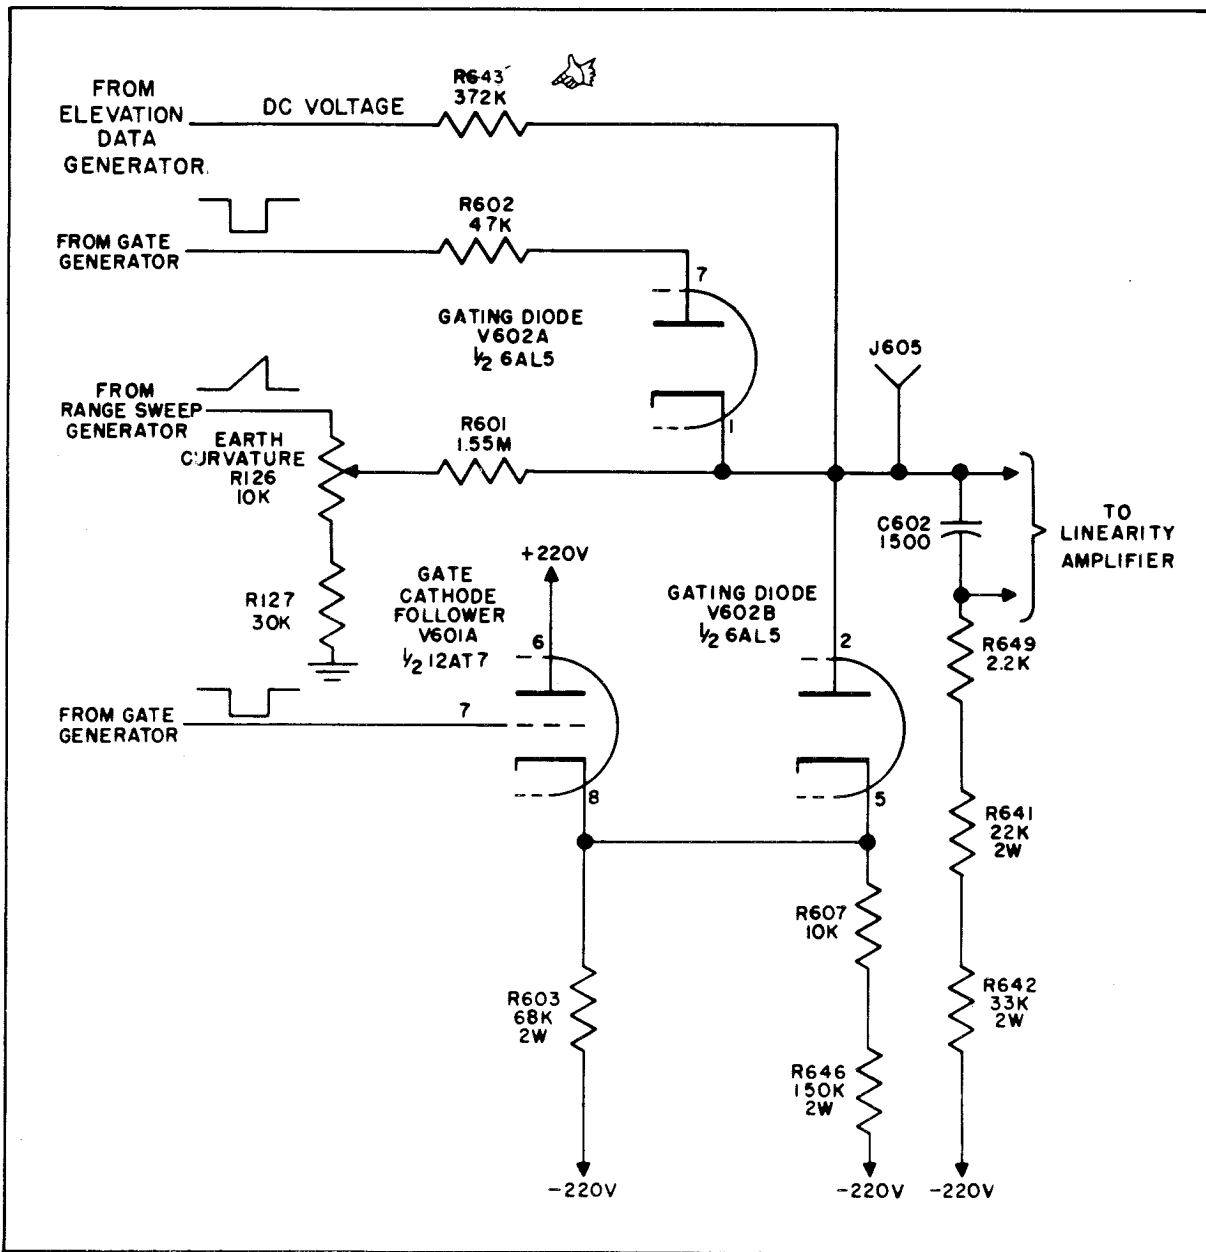 FROM
ELEVATION
DATA
GENERATOR
DC VOLTAGE
R643
372K
R602
47K
FROM GATE
GENERATOR
7
GATING DIODE
V602A
1/2 6AL5
1
J605
FROM
RANGE SWEEP
GENERATOR
EARTH
CURVATURE
R126
10K
R601
1.55M
C602
1500
TO
LINEARITY
AMPLIFIER
R127
30K
+220V
GATE
CATHODE
FOLLOWER
V601A
1/2 12AT7
6
GATING DIODE
V602B
1/2 6AL5
2
R649
2.2K
FROM GATE
GENERATOR
7
8
5
R641
22K
2W
R607
10K
R603
68K
2W
R642
33K
2W
R646
150K
2W
-220V
-220V
-220V